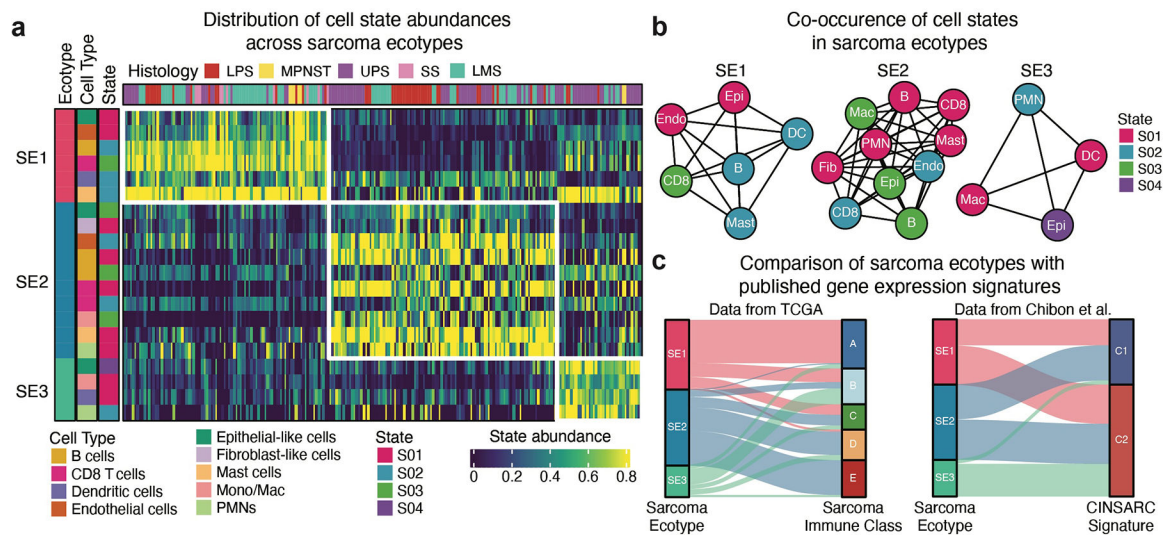 a
Distribution of cell state abundances
across sarcoma ecotypes
Ecotype
Cell Type
State
Histology LPS MPNST UPS SS LMS
SE1
SE2
SE3
Cell Type
B cells
CD8 T cells
Dendritic cells
Endothelial cells
Epithelial-like cells
Fibroblast-like cells
Mast cells
Mono/Mac
PMNs
State
S01
S02
S03
S04
State abundance
0 0.2 0.4 0.6 0.8
b
Co-occurence of cell states
in sarcoma ecotypes
SE1
Epi
Endo
DC
B
CD8
Mast
SE2
B
Mac
CD8
PMN
Mast
Fib
Endo
Epi
CD8
B
SE3
PMN
DC
Mac
Epi
State
S01
S02
S03
S04
c
Comparison of sarcoma ecotypes with
published gene expression signatures
Data from TCGA
SE1
SE2
SE3
A
B
C
D
E
Sarcoma
Ecotype
Sarcoma
Immune Class
Data from Chibon et al.
SE1
SE2
SE3
C1
C2
Sarcoma
Ecotype
CINSARC
Signature